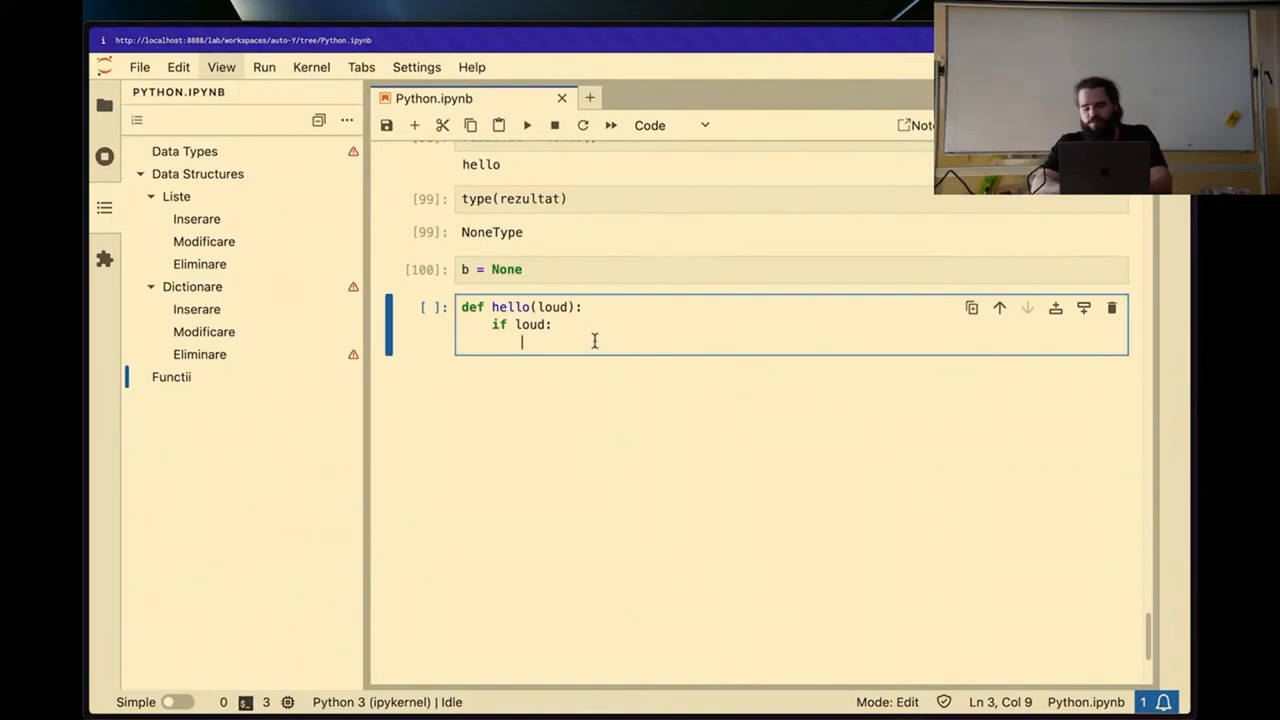 http://localhost:8888/lab/workspaces/auto-Y/tree/Python.ipynb
File Edit View Run Kernel Tabs Settings Help
PYTHON.IPYNB
Data Types
Data Structures
Liste
Inserare
Modificare
Eliminare
Dictionare
Inserare
Modificare
Eliminare
Functii
Python.ipynb
Code
hello
[99]: type(rezultat)
[99]: NoneType
[100]: b = None
[ ]: def hello(loud):
if loud:
Simple 0 3 Python 3 (ipykernel) | Idle Mode: Edit Ln 3, Col 9 Python.ipynb 1